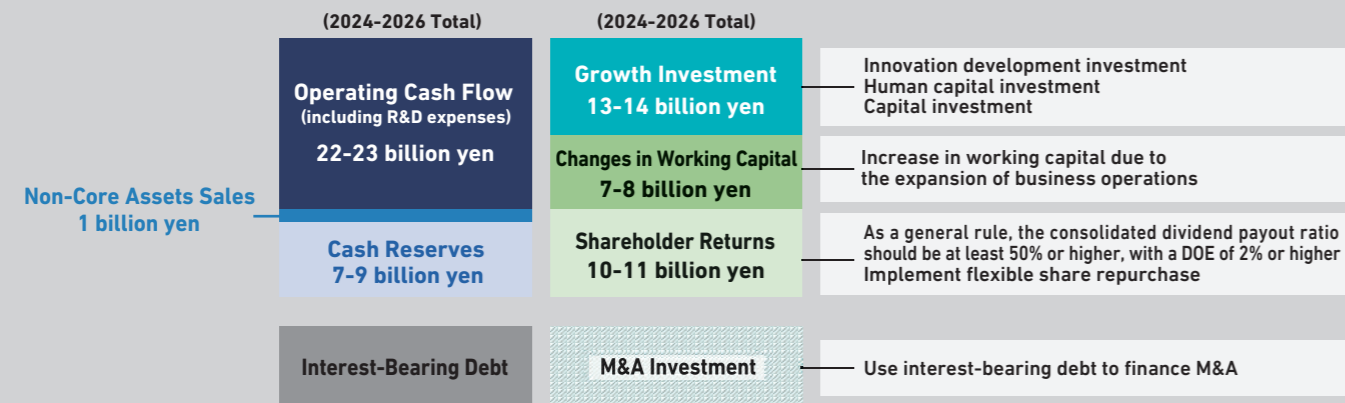 (2024-2026 Total)
Operating Cash Flow
(including R&D expenses)
22-23 billion yen
Non-Core Assets Sales
1 billion yen
Cash Reserves
7-9 billion yen
Interest-Bearing Debt
(2024-2026 Total)
Growth Investment
13-14 billion yen
Changes in Working Capital
7-8 billion yen
Shareholder Returns
10-11 billion yen
M&A Investment
Innovation development investment
Human capital investment
Capital investment
Increase in working capital due to
the expansion of business operations
As a general rule, the consolidated dividend payout ratio
should be at least 50% or higher, with a DOE of 2% or higher
Implement flexible share repurchase
Use interest-bearing debt to finance M&A